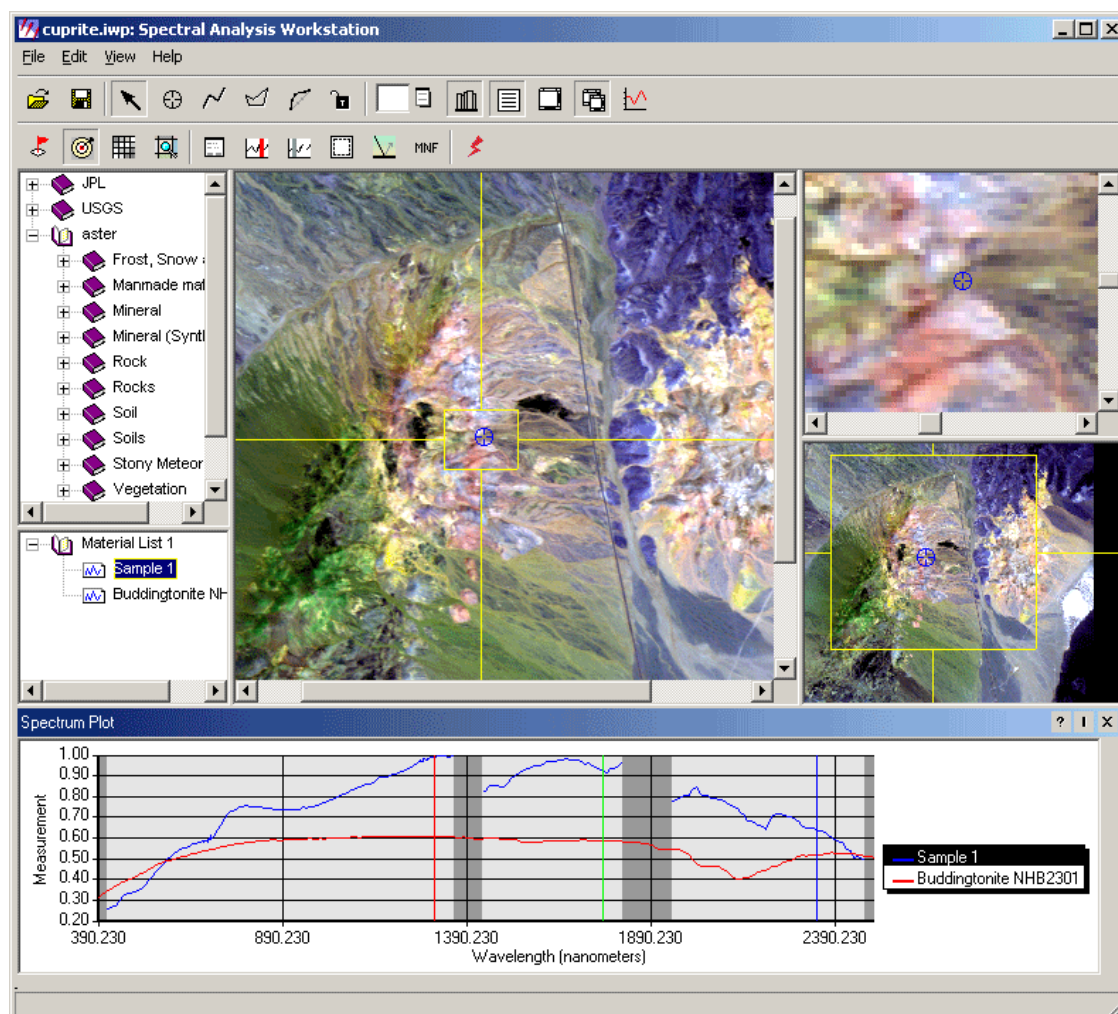 cuprite.iwp: Spectral Analysis Workstation
File Edit View Help
MNF
JPL
USGS
aster
Frost, Snow
Manmade mat
Mineral
Mineral (Synt
Rock
Rocks
Soil
Soils
Stony Meteor
Vegetation
Material List 1
Sample 1
Buddingtonite NH
Spectrum Plot
1.00
0.90
0.80
0.70
0.60
0.50
0.40
0.30
0.20
Measurement
390.230 890.230 1390.230 1890.230 2390.230
Wavelength (nanometers)
Sample 1
Buddingtonite NHB2301